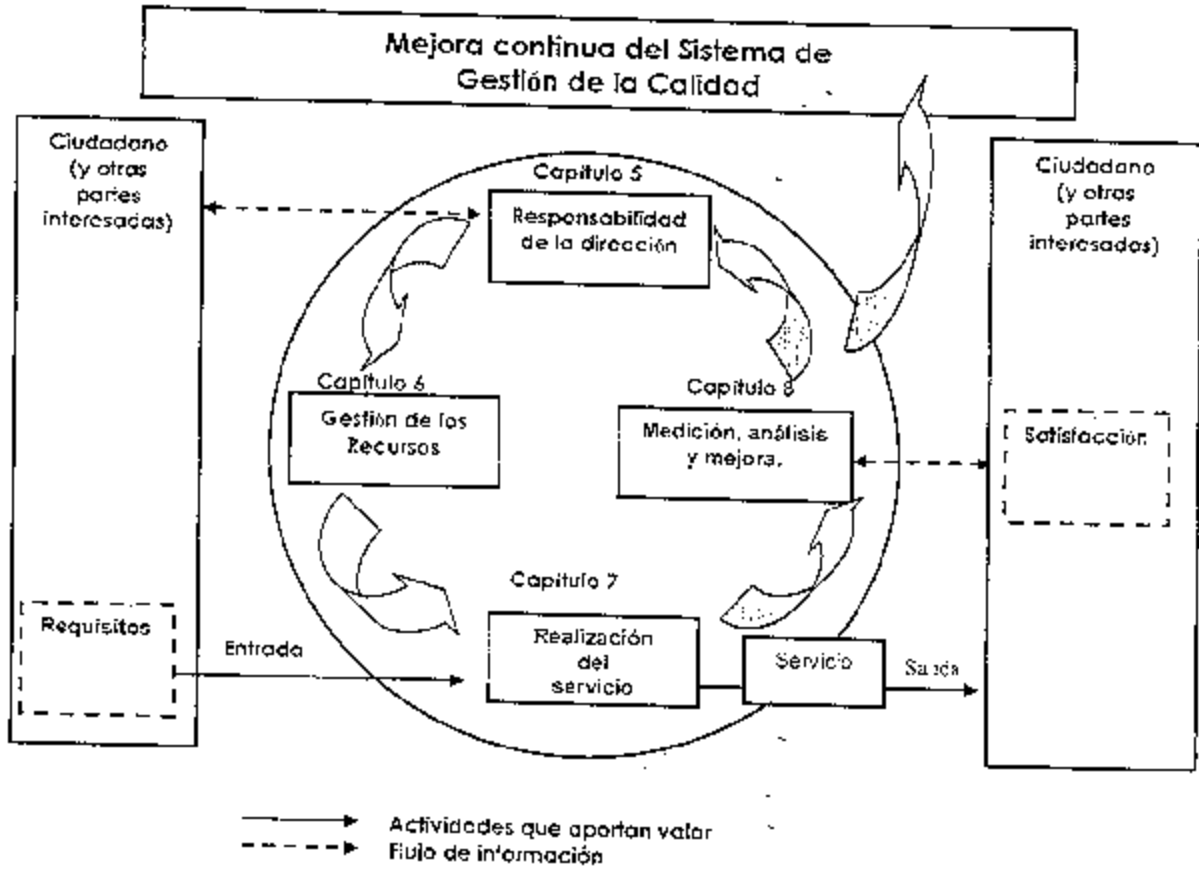 Mejora continua del Sistema de
Gestión de la Calidad
Ciudadano
(y otras
partes
interesadas)
Capítulo 5
Responsabilidad
de la dirección
Ciudadano
(y otras
partes
interesadas)
Capítulo 6
Gestión de los
Recursos
Capítulo 8
Medición, análisis
y mejora.
Satisfacción
Capítulo 7
Requisitos
Entrada
Realización
del
servicio
Servicio
Salida
Actividades que aportan valor
Flujo de información